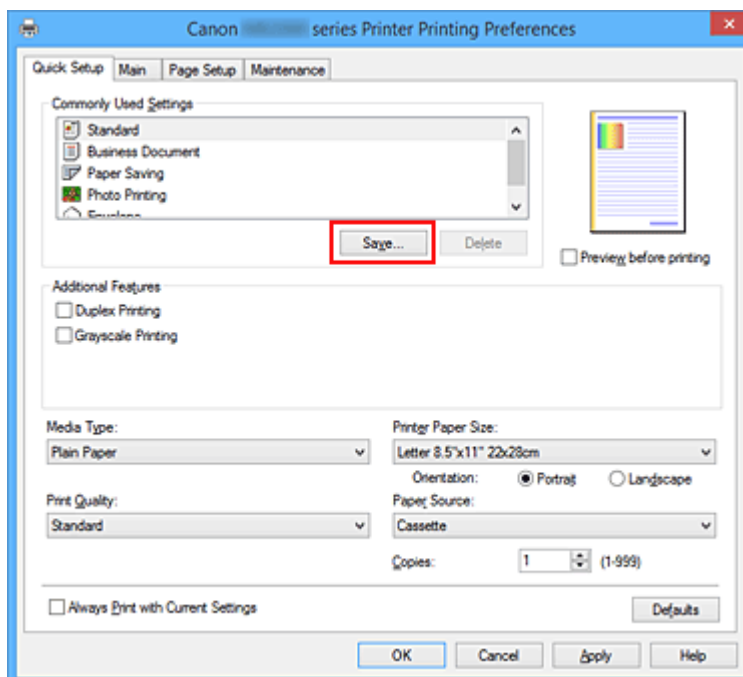 Canon series Printer Printing Preferences
Quick Setup Main Page Setup Maintenance
Commonly Used Settings
Standard
Business Document
Paper Saving
Photo Printing
Envelope
Save... Delete
Preview before printing
Additional Features
Duplex Printing
Grayscale Printing
Media Type: Printer Paper Size:
Plain Paper Letter 8.5"x11" 22x28cm
Orientation: Portrait Landscape
Print Quality: Paper Source:
Standard Cassette
Copies: 1 (1-999)
Always Print with Current Settings Defaults
OK Cancel Apply Help